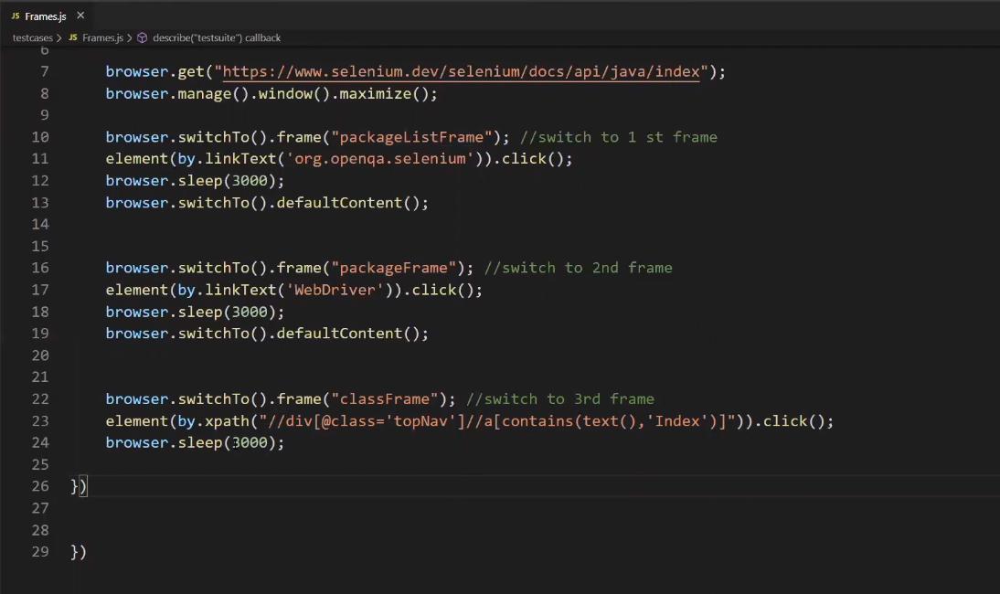 JS Frames.js ×
testcases > JS Frames.js > describe("testsuite") callback
6
7 browser.get("https://www.selenium.dev/selenium/docs/api/java/index");
8 browser.manage().window().maximize();
9
10 browser.switchTo().frame("packageListFrame"); //switch to 1 st frame
11 element(by.linkText('org.openqa.selenium')).click();
12 browser.sleep(3000);
13 browser.switchTo().defaultContent();
14
15
16 browser.switchTo().frame("packageFrame"); //switch to 2nd frame
17 element(by.linkText('WebDriver')).click();
18 browser.sleep(3000);
19 browser.switchTo().defaultContent();
20
21
22 browser.switchTo().frame("classFrame"); //switch to 3rd frame
23 element(by.xpath("//div[@class='topNav']//a[contains(text(),'Index')]")).click();
24 browser.sleep(3000);
25
26 })
27
28
29 })